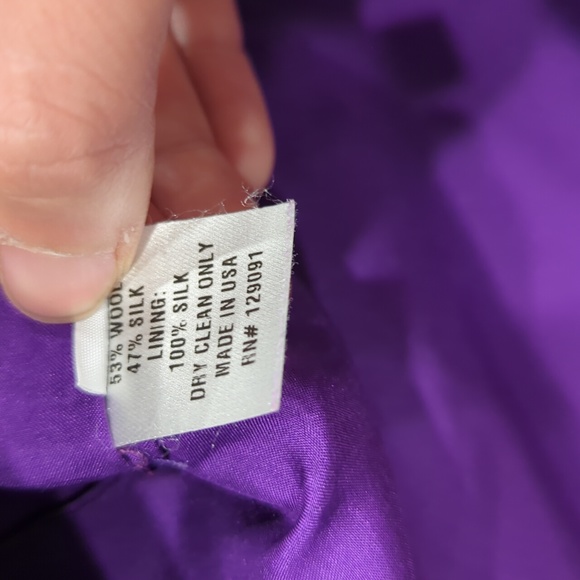 53% WOOL
47% SILK
LINING:
100% SILK
DRY CLEAN ONLY
MADE IN USA
RN# 129091